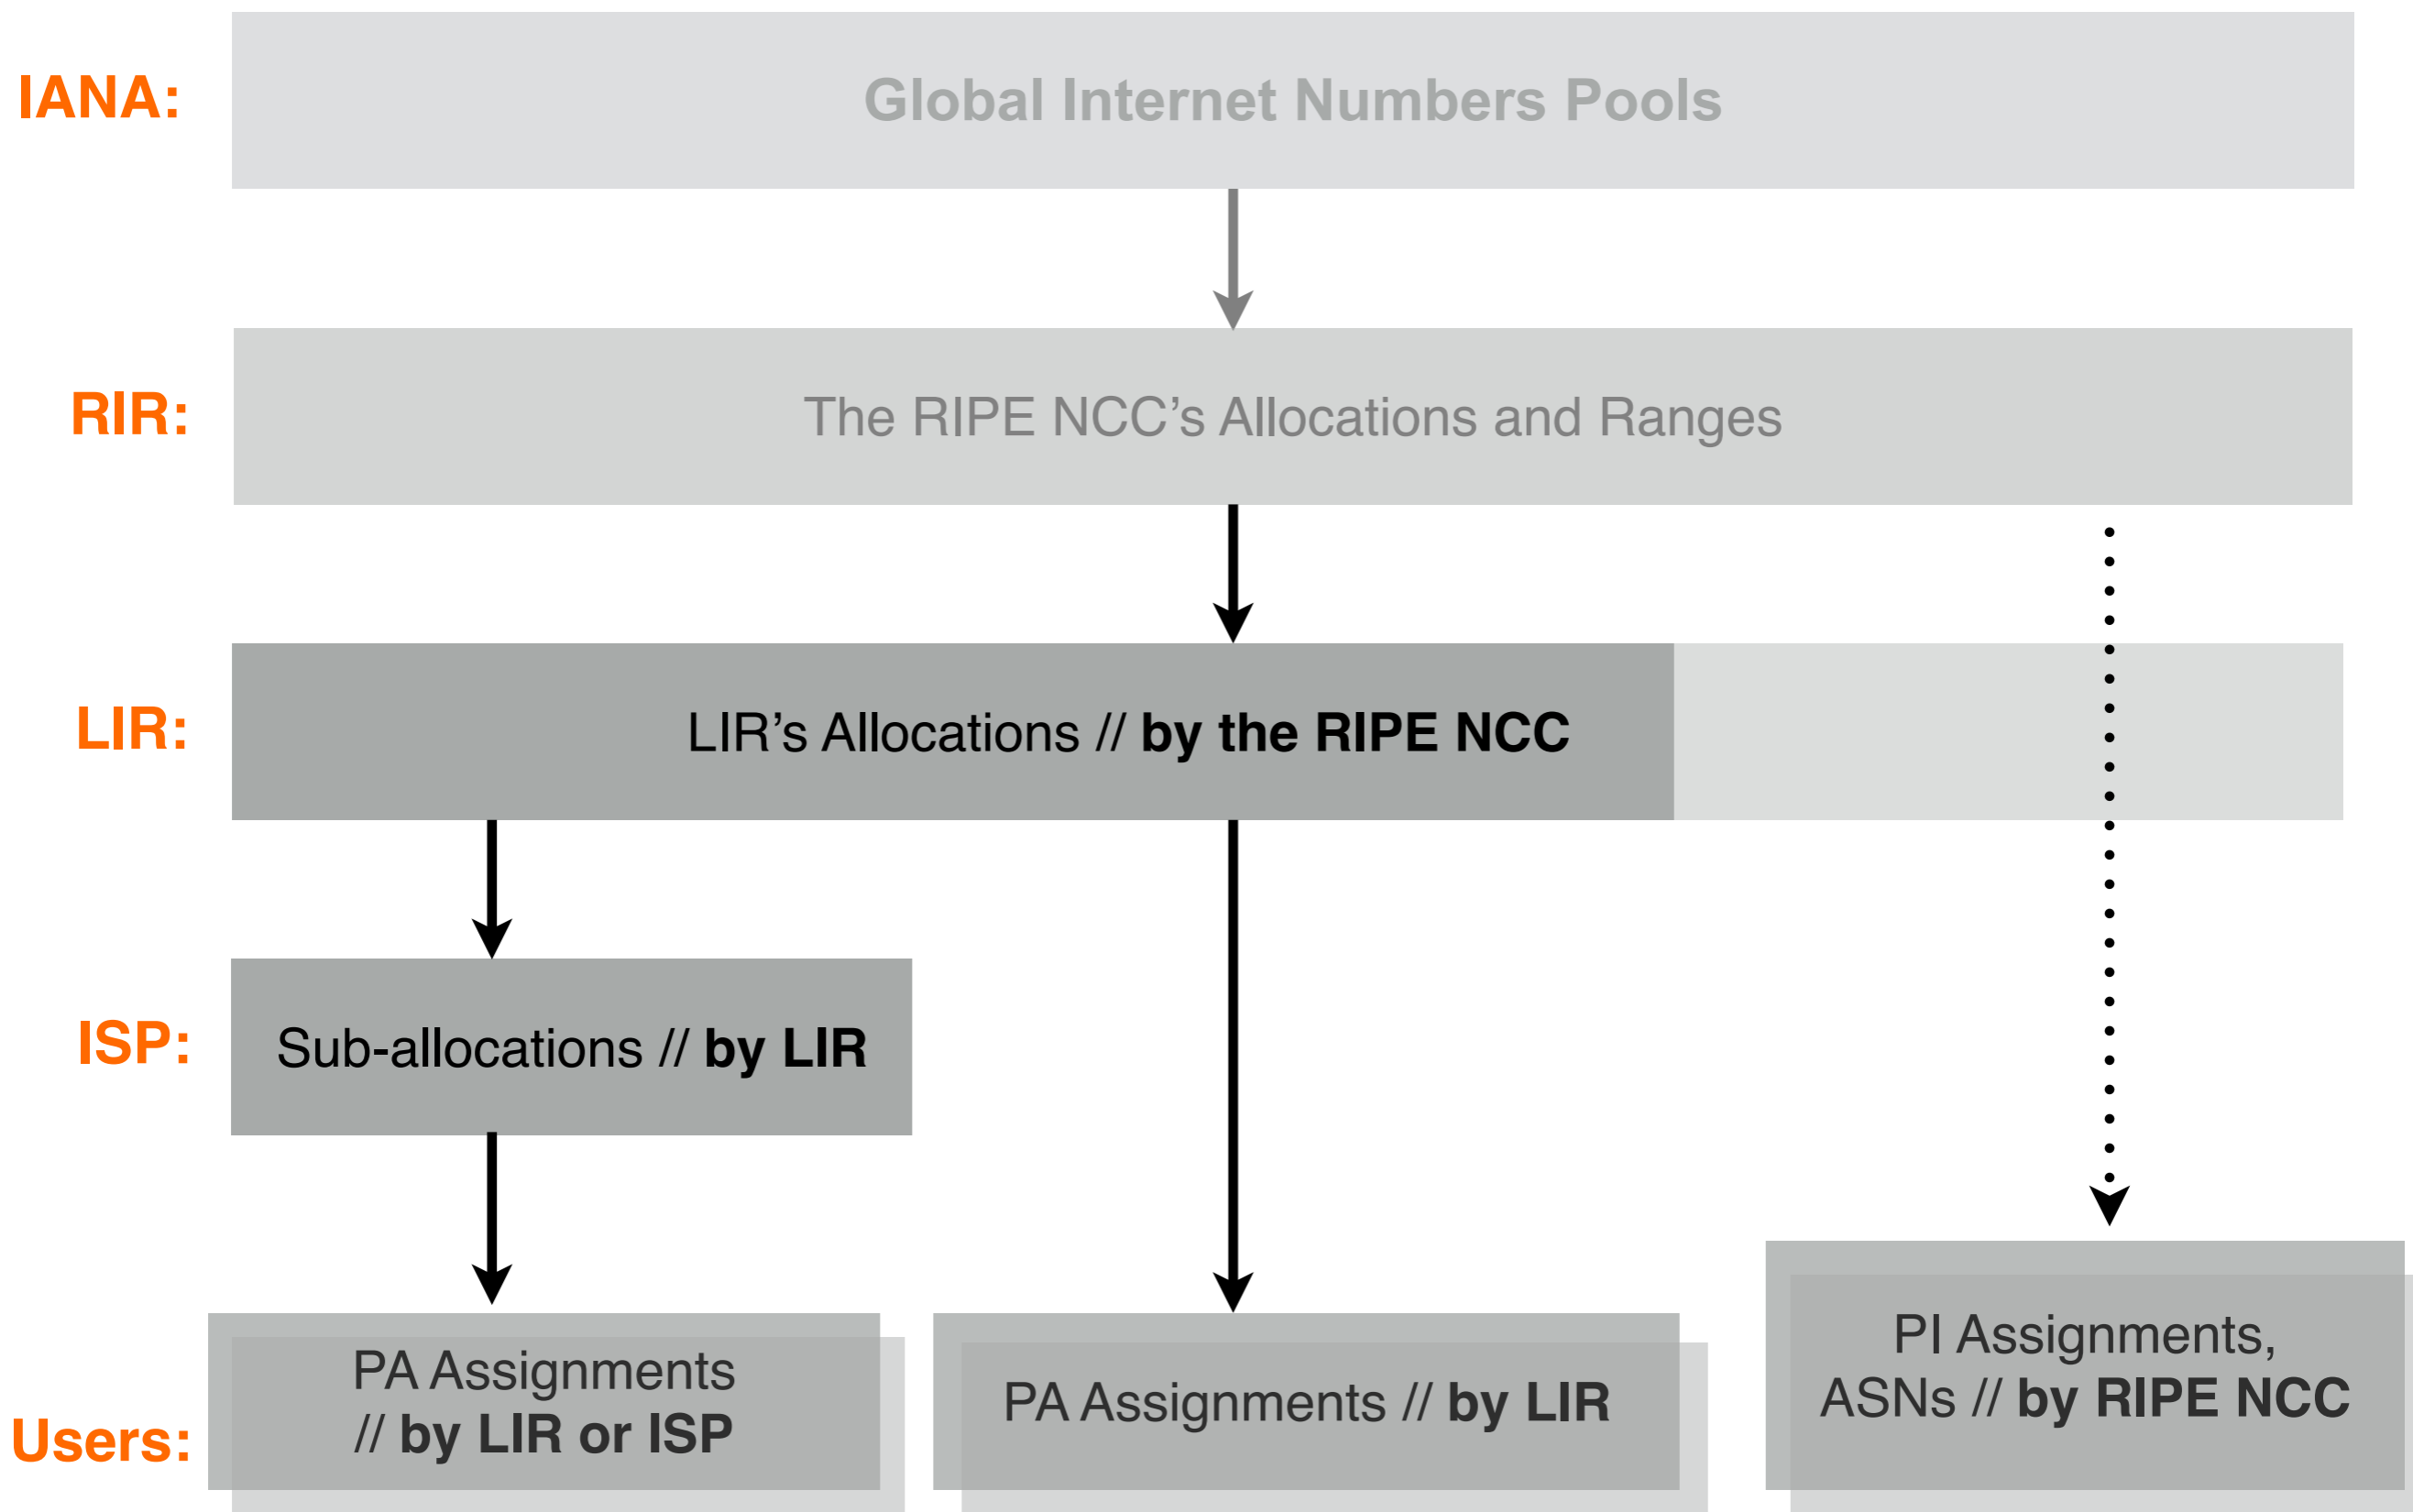 IANA:
Global Internet Numbers Pools
RIR:
The RIPE NCC’s Allocations and Ranges
LIR:
LIR’s Allocations // by the RIPE NCC
ISP:
Sub-allocations // by LIR
Users:
PA Assignments
// by LIR or ISP
PA Assignments // by LIR
PI Assignments,
ASNs // by RIPE NCC